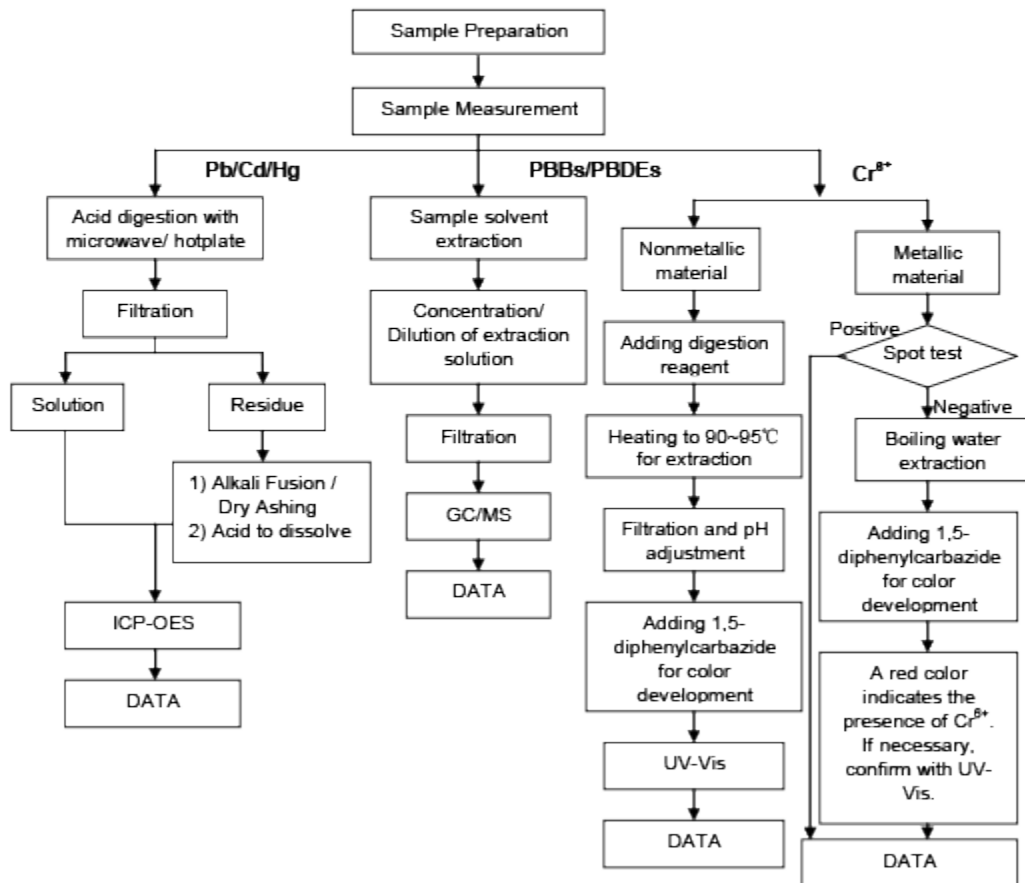 Sample Preparation
Sample Measurement
Pb/Cd/Hg
PBBs/PBDEs
Cr⁶⁺
Acid digestion with
microwave/ hotplate
Filtration
Solution
Residue
1) Alkali Fusion /
Dry Ashing
2) Acid to dissolve
ICP-OES
DATA
Sample solvent
extraction
Concentration/
Dilution of extraction
solution
Filtration
GC/MS
DATA
Nonmetallic
material
Adding digestion
reagent
Heating to 90~95℃
for extraction
Filtration and pH
adjustment
Adding 1,5-
diphenylcarbazide
for color
development
UV-Vis
DATA
Metallic
material
Positive
Spot test
Negative
Boiling water
extraction
Adding 1,5-
diphenylcarbazide
for color
development
A red color
indicates the
presence of Cr⁶⁺.
If necessary,
confirm with UV-
Vis.
DATA